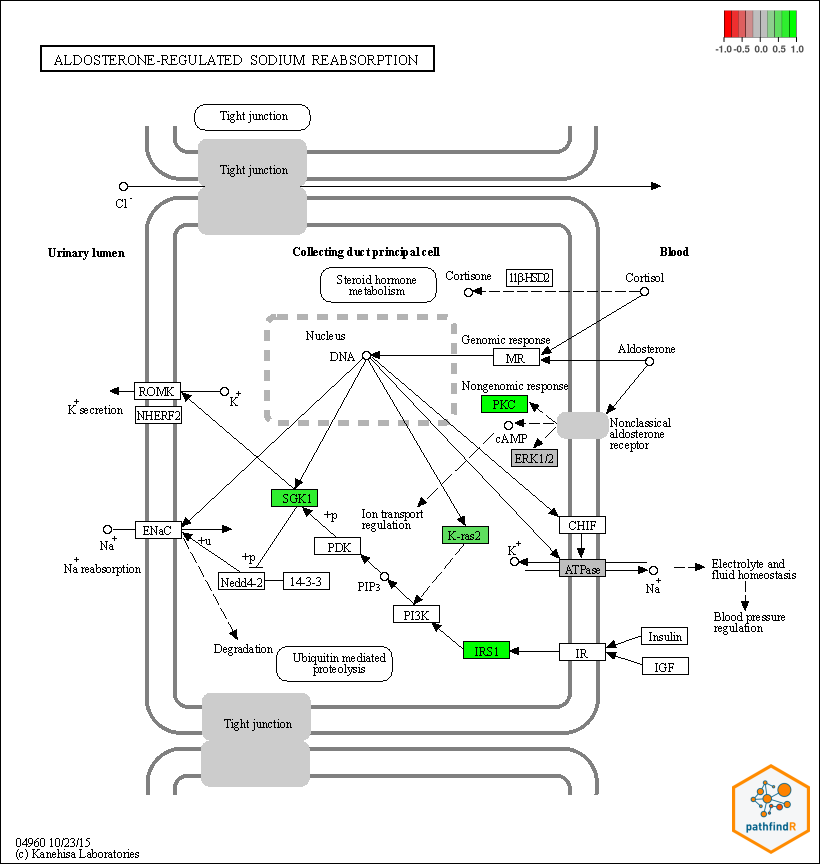 -1.0 -0.5 0.0 0.5 1.0
ALDOSTERONE-REGULATED SODIUM REABSORPTION
Tight junction
Tight junction
Cl-
Urinary lumen
Collecting duct principal cell
Blood
Steroid hormone
metabolism
Cortisone
11β-HSD2
Cortisol
Nucleus
DNA
Genomic response
MR
Aldosterone
Nongenomic response
PKC
ROMK
K+
K+ secretion
NHERF2
cAMP
Nonclassical
aldosterone
receptor
ERK1/2
SGK1
Ion transport
regulation
+p
CHIF
ENaC
Na+
K-ras2
+u
PDK
K+
Na+ reabsorption
+p
Nedd4-2
14-3-3
PIP3
ATPase
Na+
Electrolyte and
fluid homeostasis
PI3K
Blood pressure
regulation
Degradation
Insulin
IRS1
IR
IGF
Ubiquitin mediated
proteolysis
Tight junction
pathfindR
04960 10/23/15
(c) Kanehisa Laboratories